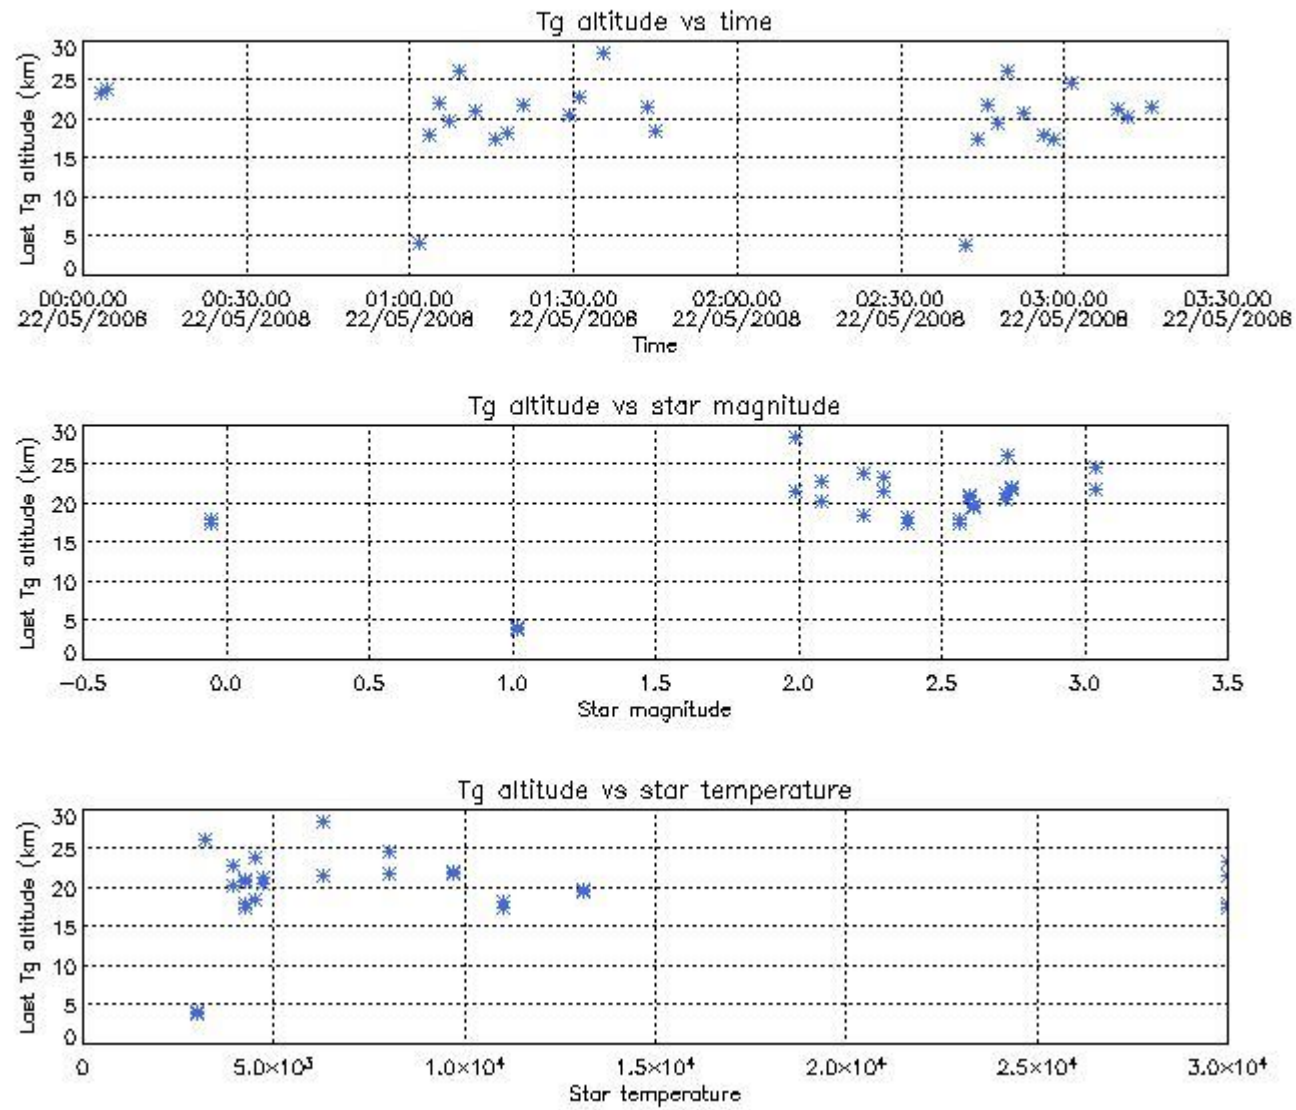 Tg altitude vs time
Last Tg altitude (km)
30
25
20
15
10
5
0
00:00.00 00:30.00 01:00.00 01:30.00 02:00.00 02:30.00 03:00.00 03:30.00
22/05/2008 22/05/2008 22/05/2008 22/05/2008 22/05/2008 22/05/2008 22/05/2008 22/05/2008
Time
Tg altitude vs star magnitude
Last Tg altitude (km)
30
25
20
15
10
5
0
−0.5 0.0 0.5 1.0 1.5 2.0 2.5 3.0 3.5
Star magnitude
Tg altitude vs star temperature
Last Tg altitude (km)
30
25
20
15
10
5
0
0 5.0×10³ 1.0×10⁴ 1.5×10⁴ 2.0×10⁴ 2.5×10⁴ 3.0×10⁴
Star temperature